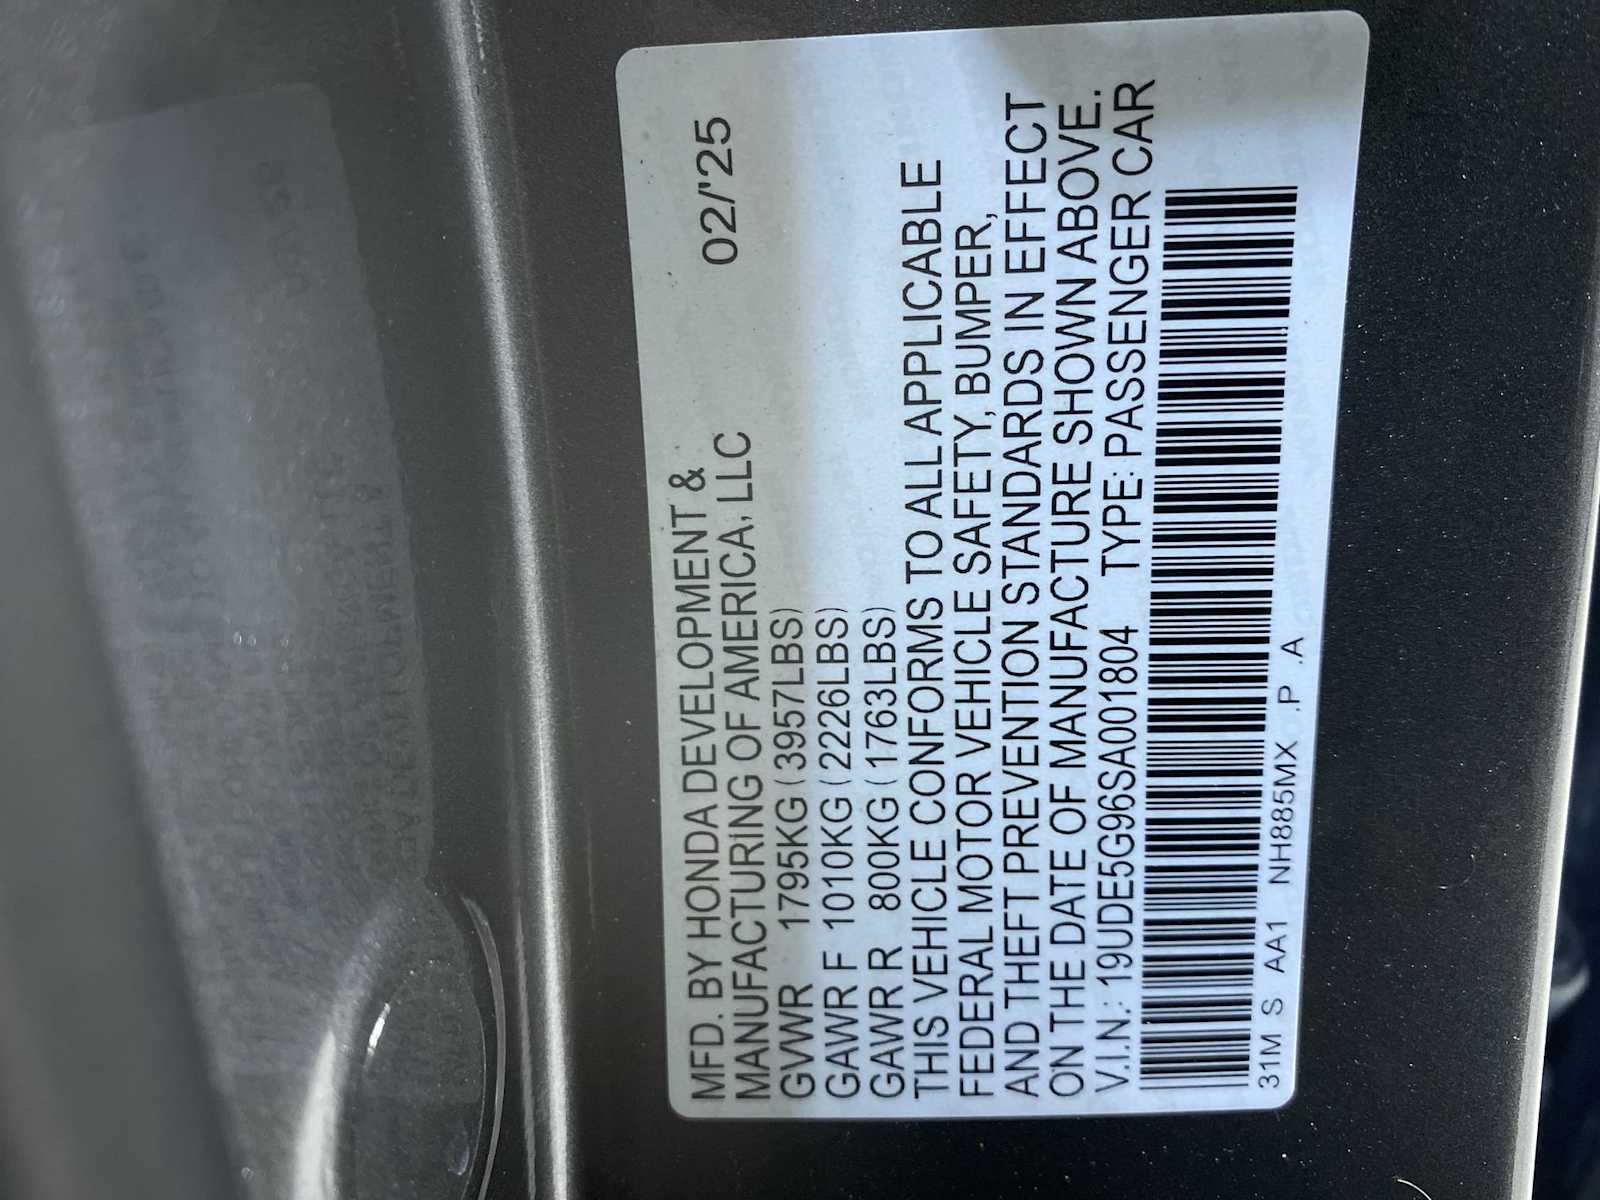 MFD. BY HONDA DEVELOPMENT &
MANUFACTURING OF AMERICA, LLC 02/'25
GVWR 1795KG (3957LBS)
GAWR F 1010KG (2226LBS)
GAWR R 800KG (1763LBS)
THIS VEHICLE CONFORMS TO ALL APPLICABLE
FEDERAL MOTOR VEHICLE SAFETY, BUMPER,
AND THEFT PREVENTION STANDARDS IN EFFECT
ON THE DATE OF MANUFACTURE SHOWN ABOVE.
V.I.N.: 19UDE5G96SA001804 TYPE: PASSENGER CAR
31M S AA1 NH885MX .P .A